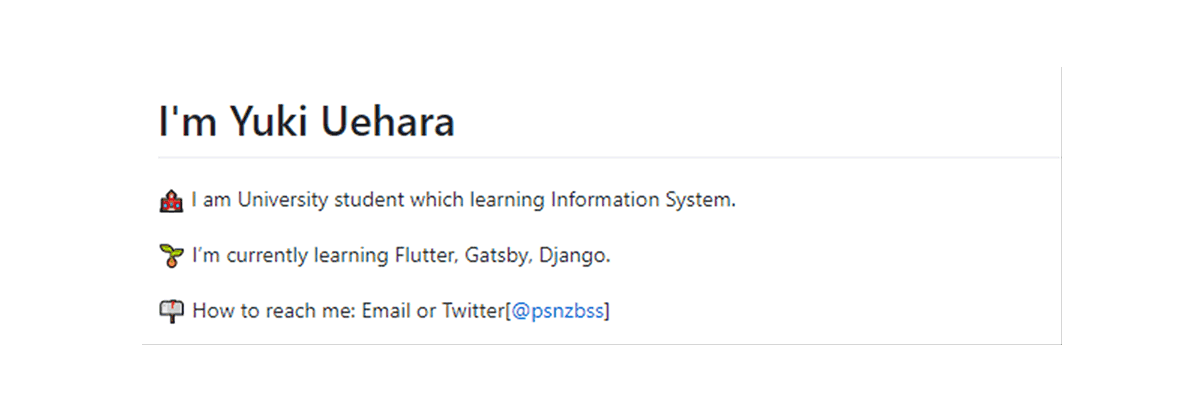 I'm Yuki Uehara
🏫 I am University student which learning Information System.
🌱 I’m currently learning Flutter, Gatsby, Django.
📫 How to reach me: Email or Twitter[@psnzbss]